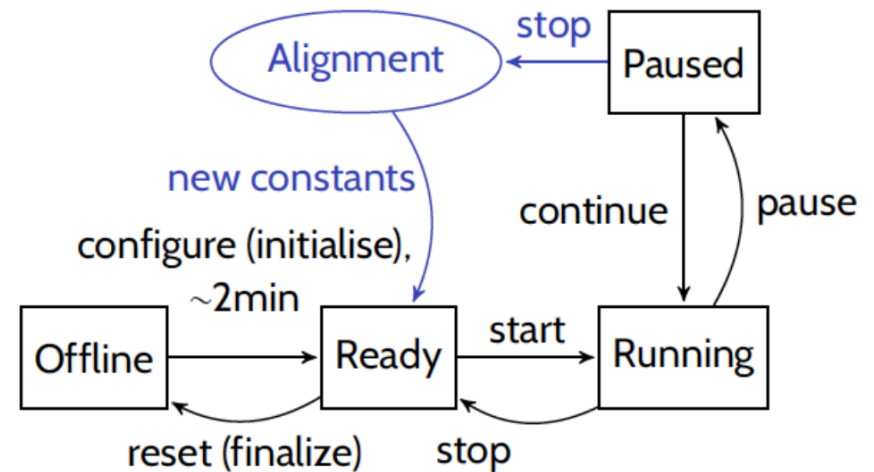 stop
Alignment
Paused
new constants
continue
pause
configure (initialise),
~2min
Offline
Ready
start
Running
reset (finalize)
stop